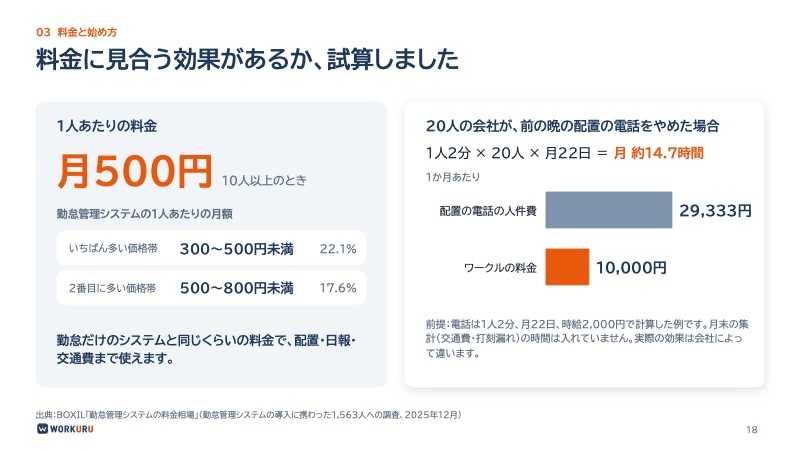 03 料金と始め方
料金に見合う効果があるか、試算しました
1人あたりの料金
月500円 10人以上のとき
勤怠管理システムの1人あたりの月額
いちばん多い価格帯 300〜500円未満 22.1%
2番目に多い価格帯 500〜800円未満 17.6%
勤怠だけのシステムと同じくらいの料金で、配置・日報・
交通費まで使えます。
20人の会社が、前の晩の配置の電話をやめた場合
1人2分 × 20人 × 月22日 = 月 約14.7時間
1か月あたり
配置の電話の人件費 29,333円
ワークルの料金 10,000円
前提：電話は1人2分、月22日、時給2,000円で計算した例です。月末の集
計(交通費・打刻漏れ)の時間は入れていません。実際の効果は会社によっ
て違います。
出典：BOXIL「勤怠管理システムの料金相場」(勤怠管理システムの導入に携わった1,563人への調査、2025年12月)
WORKURU
18